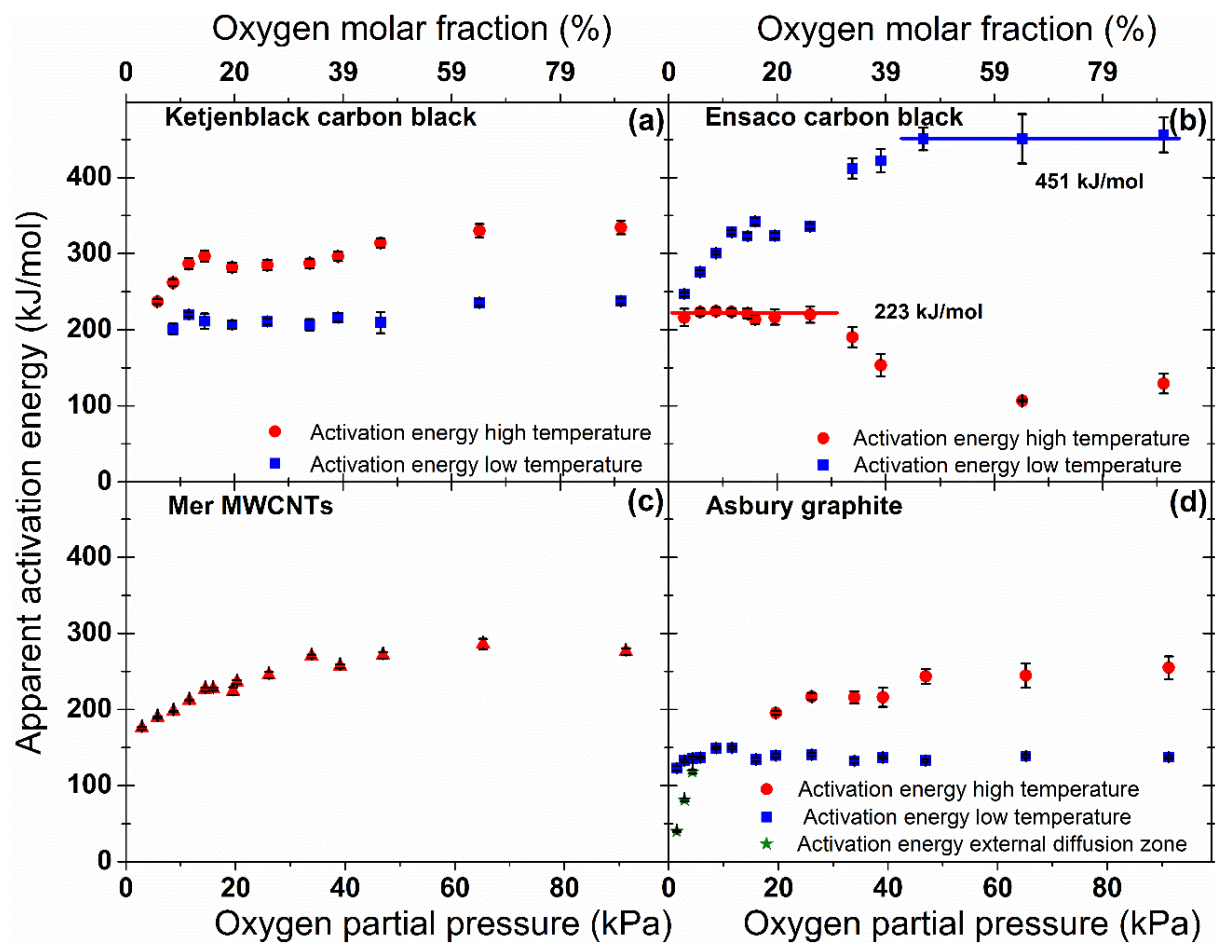 Oxygen molar fraction (%)
Oxygen molar fraction (%)
0 20 39 59 79
0 20 39 59 79
Apparent activation energy (kJ/mol)
400
300
200
100
0
Ketjenblack carbon black (a)
Activation energy high temperature
Activation energy low temperature
Ensaco carbon black (b)
451 kJ/mol
223 kJ/mol
Activation energy high temperature
Activation energy low temperature
400
300
200
100
0
Mer MWCNTs (c)
Asbury graphite (d)
Activation energy high temperature
Activation energy low temperature
Activation energy external diffusion zone
0 20 40 60 80
0 20 40 60 80
Oxygen partial pressure (kPa)
Oxygen partial pressure (kPa)